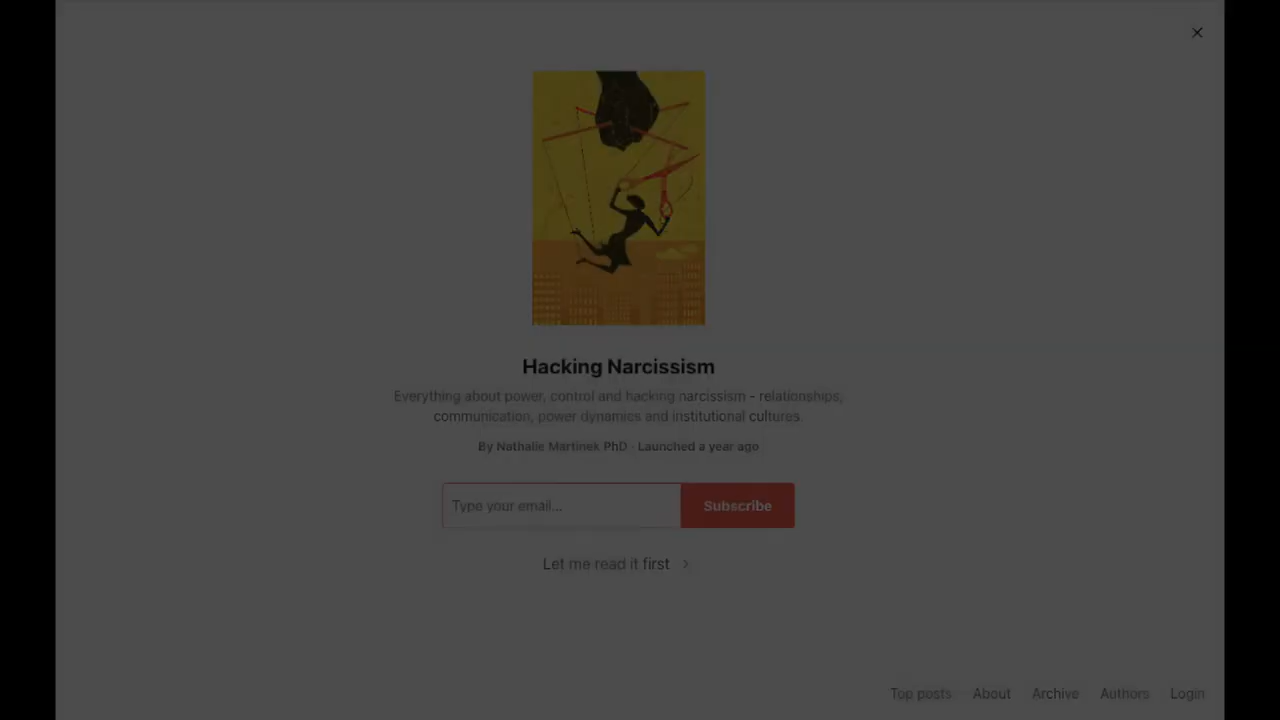 Hacking Narcissism
Everything about power, control and hacking narcissism - relationships,
communication, power dynamics and institutional cultures.
By Nathalie Martinek PhD · Launched a year ago
Type your email...
Subscribe
Let me read it first
Top posts About Archive Authors Login